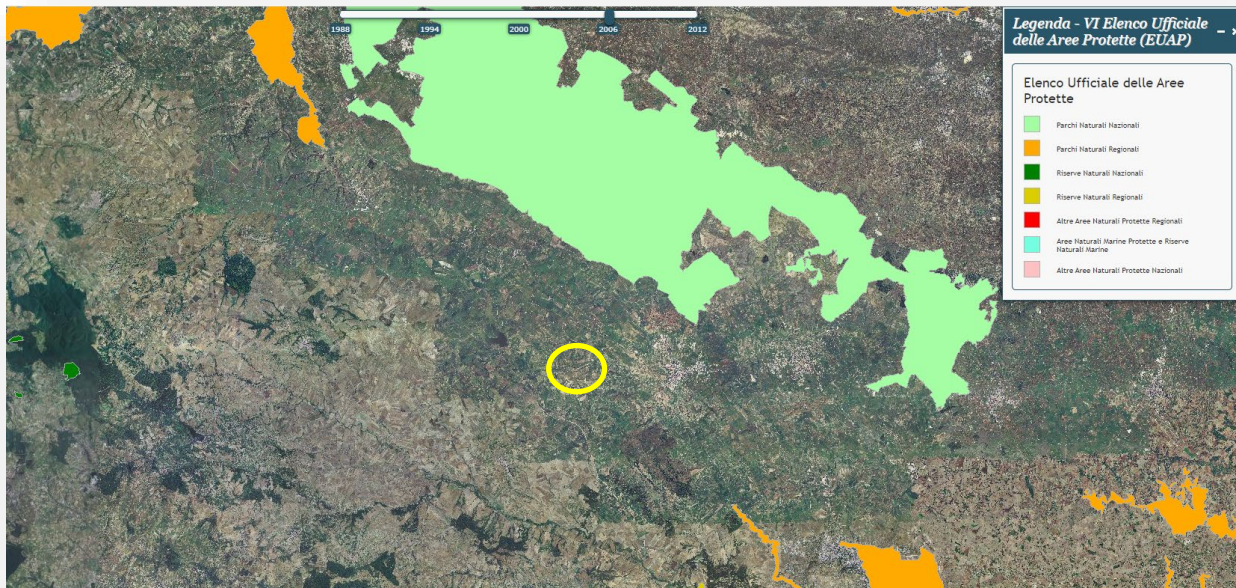 1988 1994 2000 2006 2012
Legenda - VI Elenco Ufficiale
delle Aree Protette (EUAP)
Elenco Ufficiale delle Aree
Protette
Parchi Naturali Nazionali
Parchi Naturali Regionali
Riserve Naturali Nazionali
Riserve Naturali Regionali
Altre Aree Naturali Protette Regionali
Aree Naturali Marine Protette e Riserve
Naturali Marine
Altre Aree Naturali Protette Nazionali